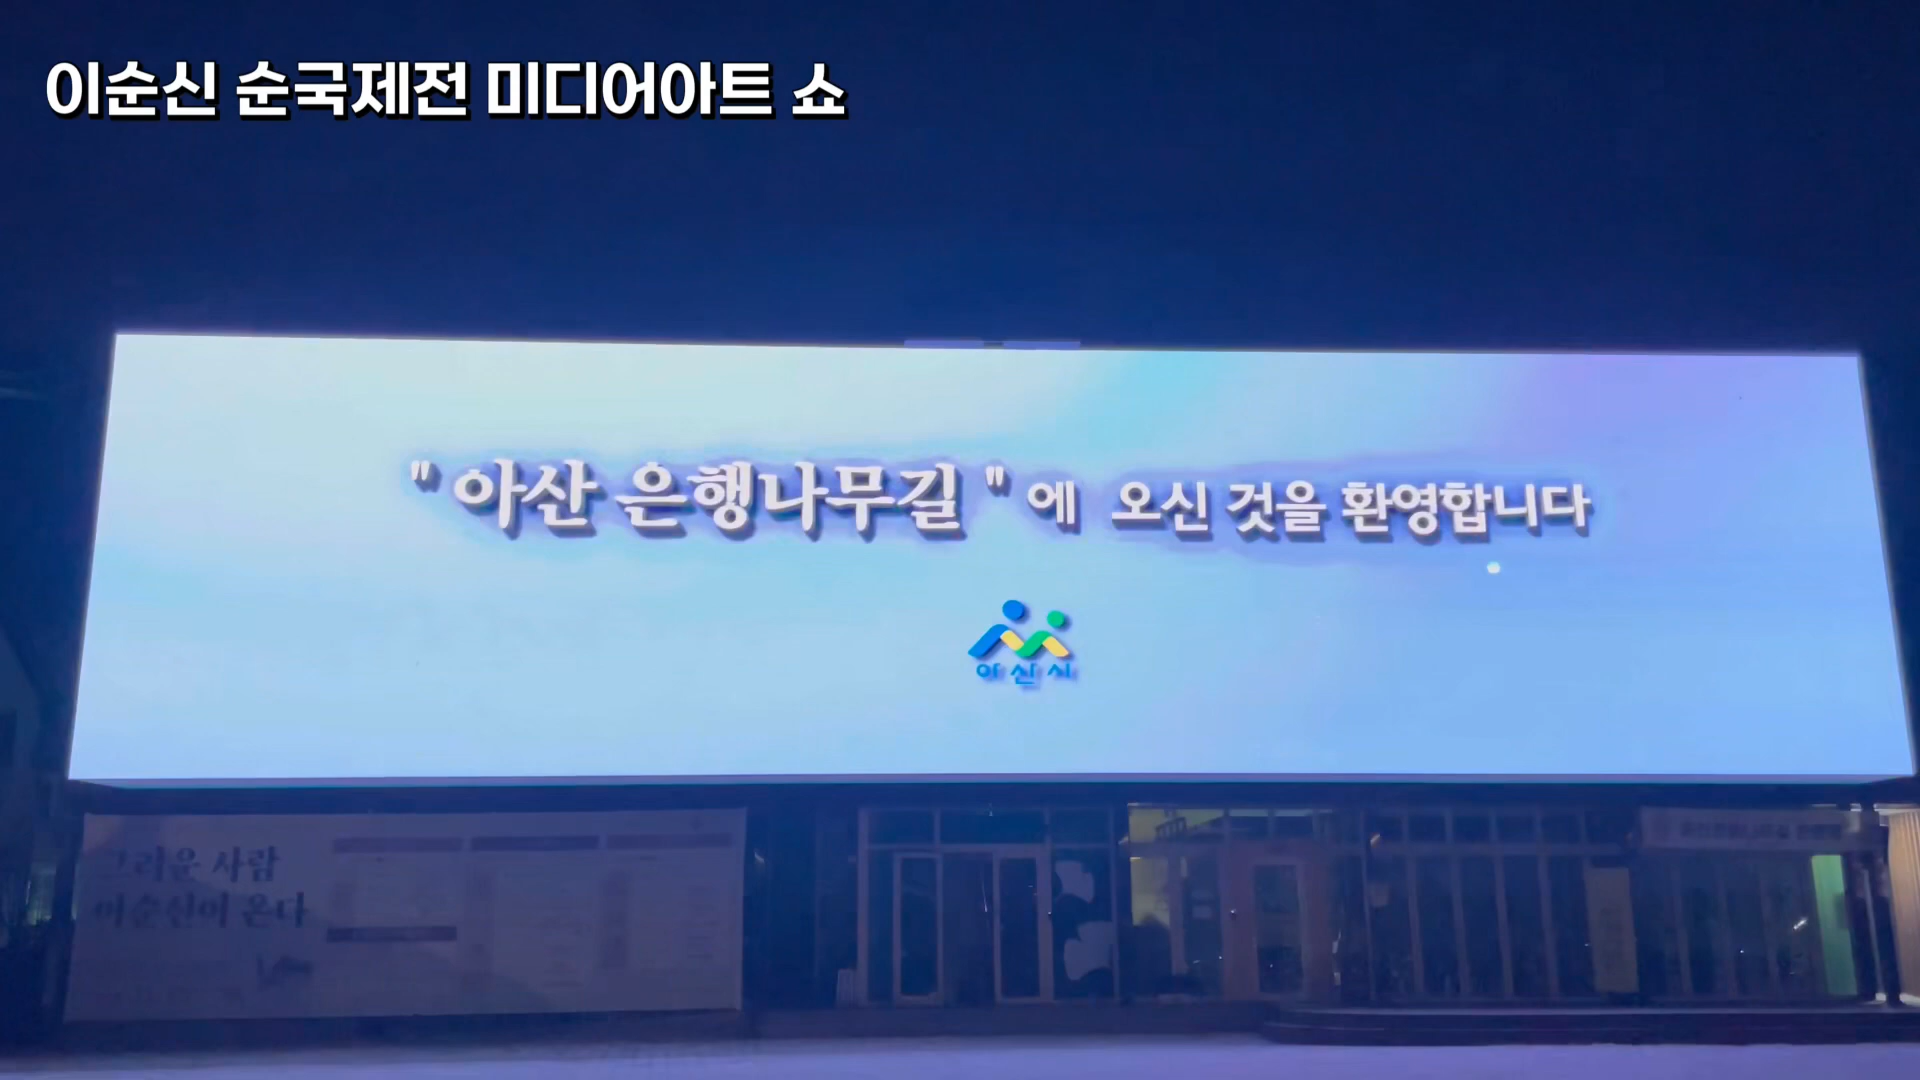 이순신 순국제전 미디어아트 쇼
" 아산 은행나무길 " 에 오신 것을 환영합니다
아산시
그리운 사람
이순신이 온다